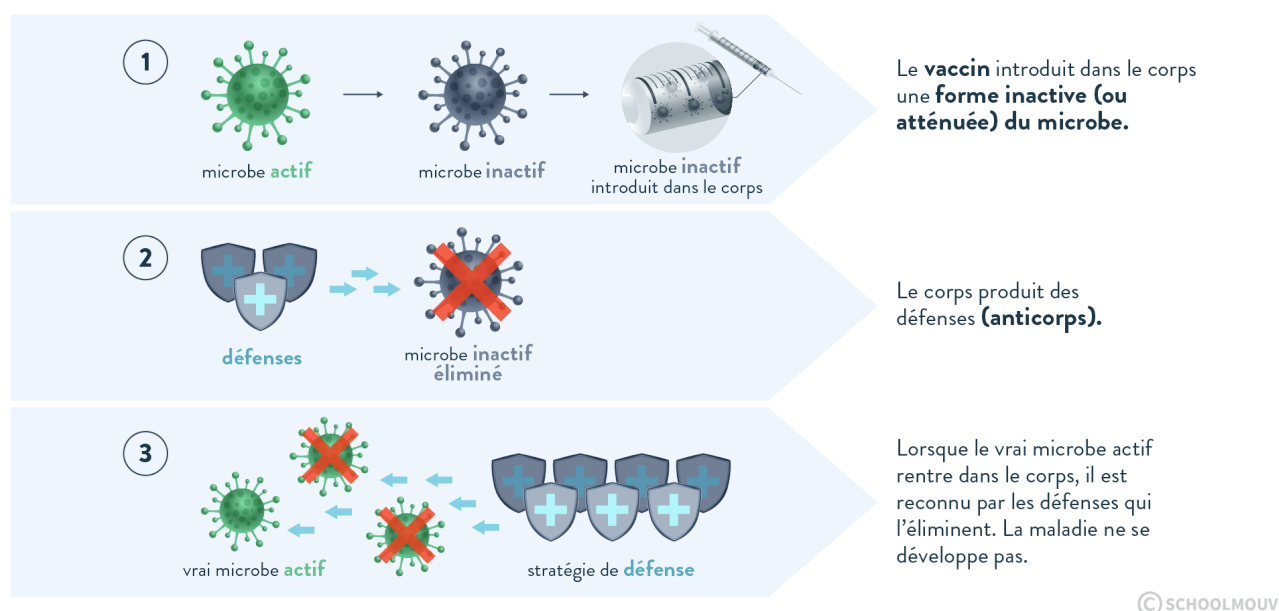 1
microbe actif
microbe inactif
microbe inactif
introduit dans le corps
Le vaccin introduit dans le corps
une forme inactive (ou
atténuée) du microbe.
2
défenses
microbe inactif
éliminé
Le corps produit des
défenses (anticorps).
3
vrai microbe actif
stratégie de défense
Lorsque le vrai microbe actif
rentre dans le corps, il est
reconnu par les défenses qui
l’éliminent. La maladie ne se
développe pas.
© SCHOOLMOUV